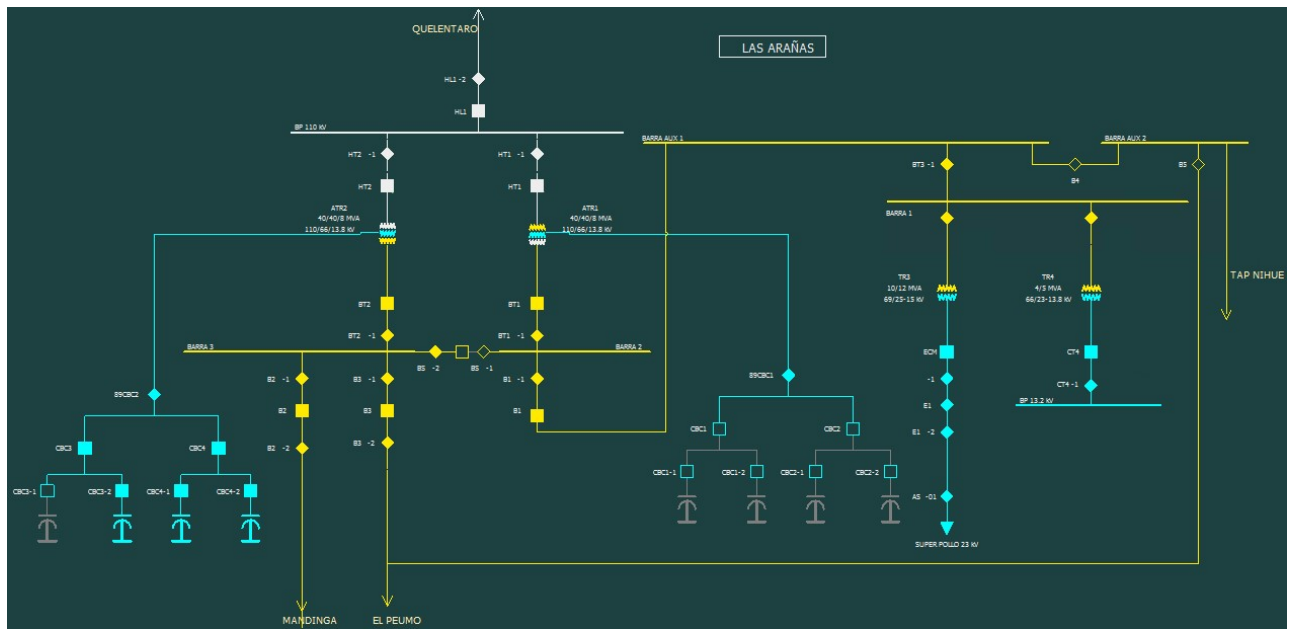 QUELENTARO
LAS ARAÑAS
HL1 -2
HL1
BP 110 kV
BARRA AUX 1
BARRA AUX 2
HT2 -1
HT1 -1
BT3 -1
B5
B4
HT2
HT1
ATR2
40/40/8 MVA
110/66/13.8 kV
ATR1
40/40/8 MVA
110/66/13.8 kV
BARRA 1
TR3
10/12 MVA
69/25-15 kV
TR4
4/5 MVA
66/23-13.8 kV
TAP NIHUE
BT2
BT1
BT2 -1
BT1 -1
BARRA 3
BARRA 2
BS -2
BS -1
ECM
CT4
B2 -1
B3 -1
B1 -1
89CBC1
-1
CT4 -1
89CBC2
BP 13.2 kV
B2
B3
B1
E1
CBC1
CBC2
E1 -2
CBC3
CBC4
B2 -2
B3 -2
CBC1-1
CBC1-2
CBC2-1
CBC2-2
CBC3-1
CBC3-2
CBC4-1
CBC4-2
AS -01
SUPER POLLO 23 kV
MANDINGA
EL PEUMO